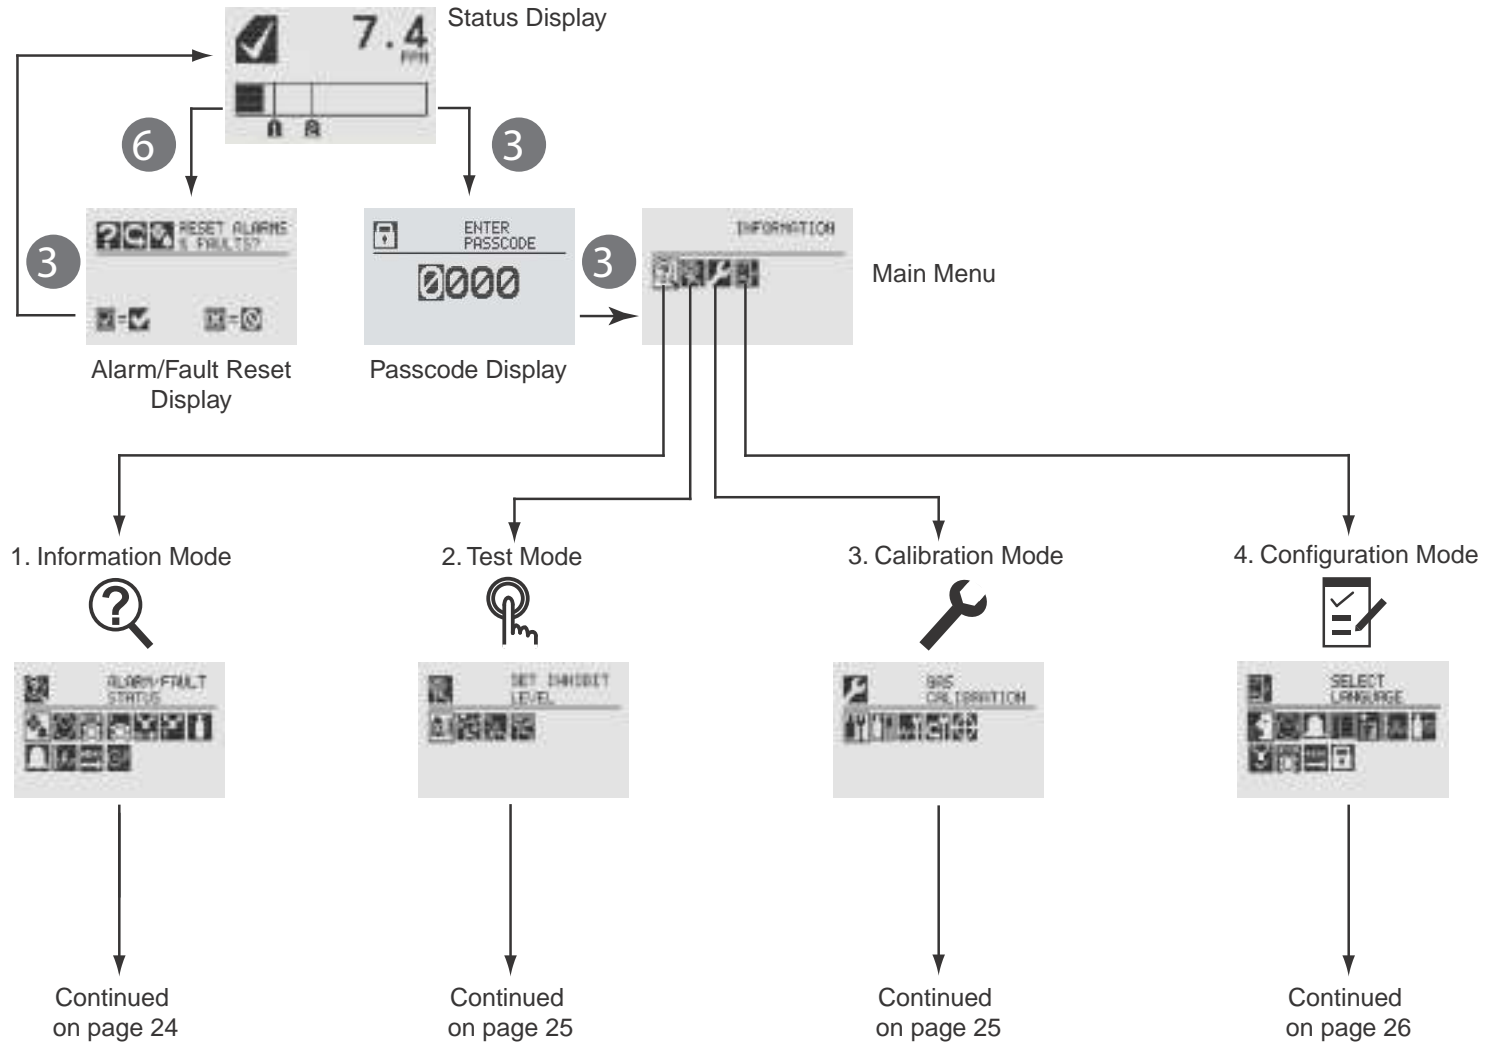 Status Display
7.4
PPM
6
3
RESET ALARMS
& FAULTS?
3
ENTER
PASSCODE
0000
3
INFORMATION
Main Menu
Alarm/Fault Reset
Display
Passcode Display
1. Information Mode
2. Test Mode
3. Calibration Mode
4. Configuration Mode
?
ALARM/FAULT
STATUS
SET INHIBIT
LEVEL
GAS
CALIBRATION
SELECT
LANGUAGE
Continued
on page 24
Continued
on page 25
Continued
on page 25
Continued
on page 26